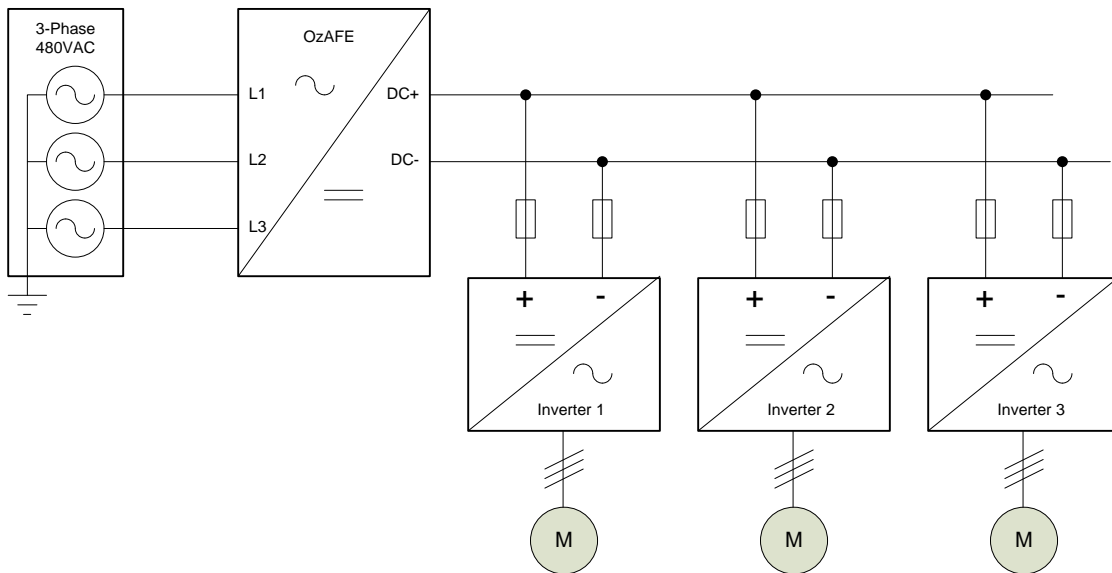 3-Phase
480VAC
OzAFE
L1
DC+
L2
DC-
L3
+ -
+ -
+ -
Inverter 1
Inverter 2
Inverter 3
M
M
M